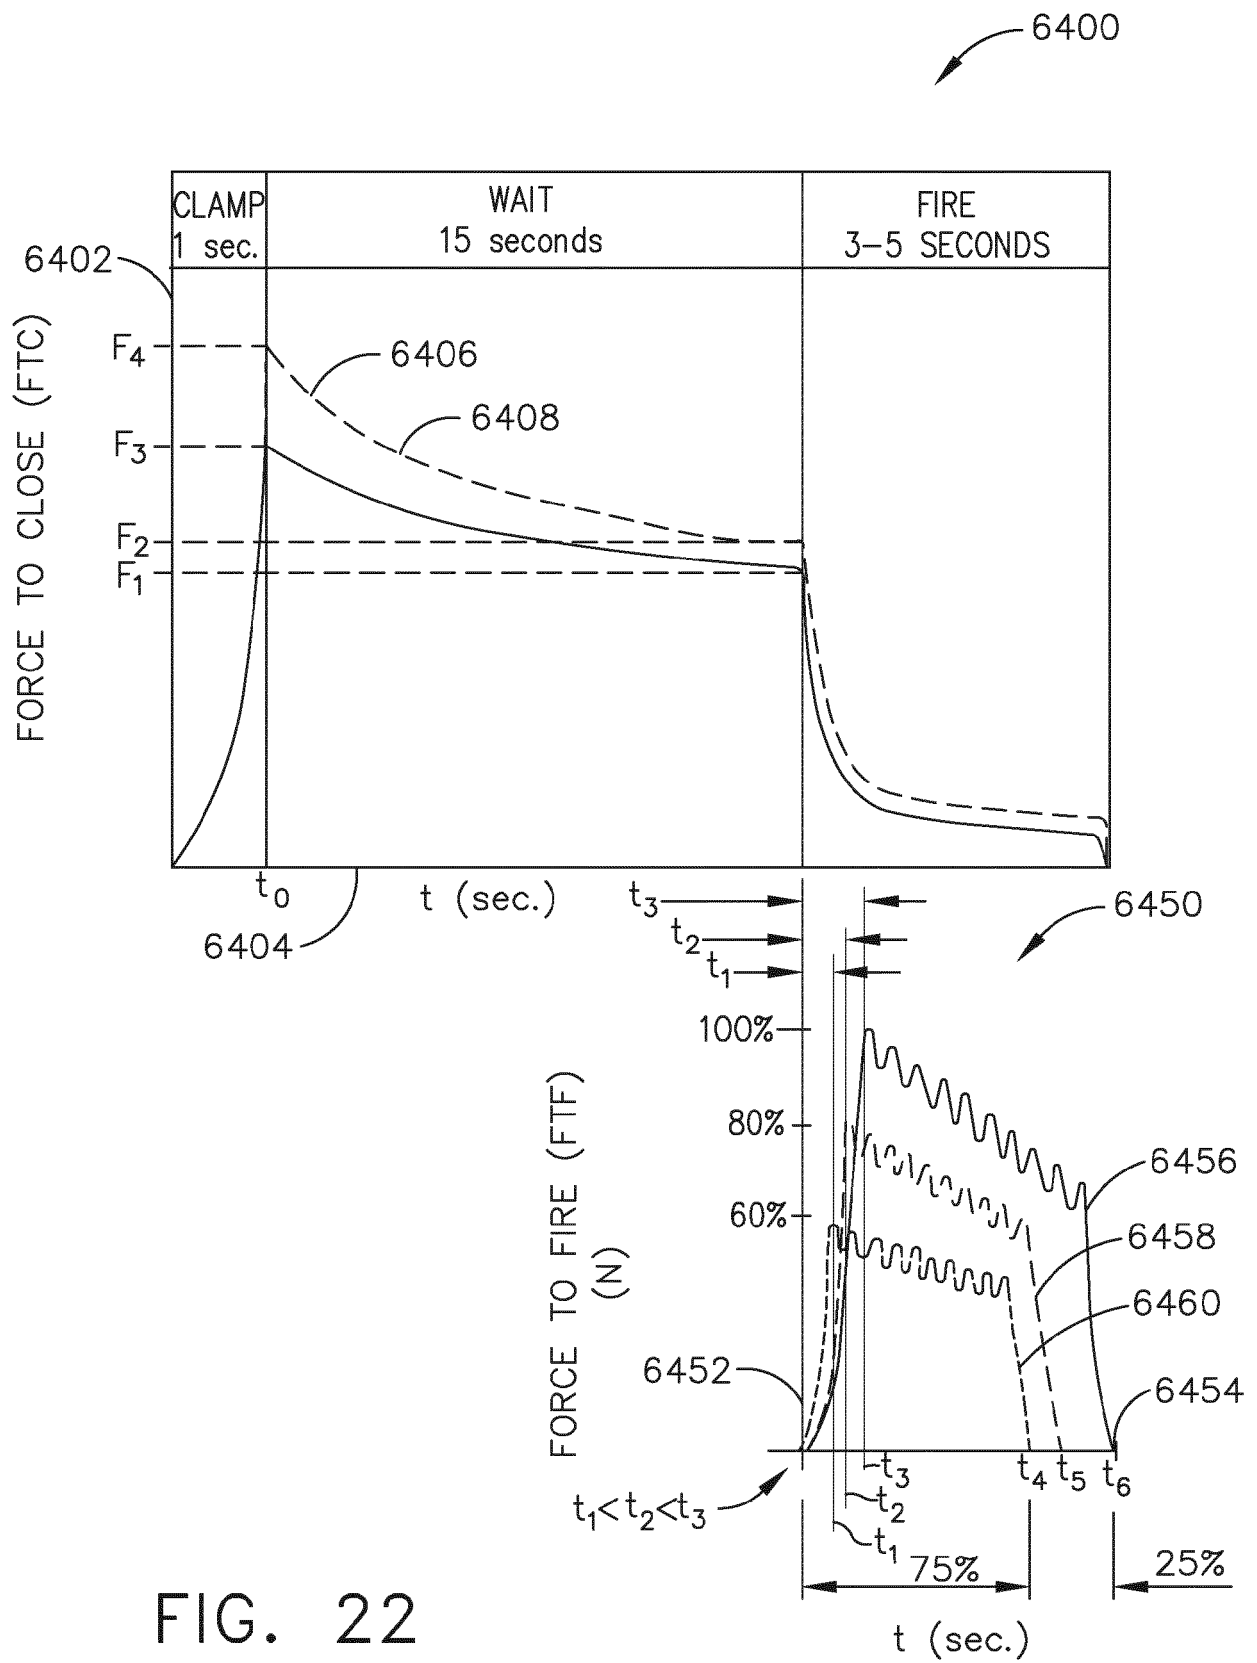 6400
CLAMP
1 sec.
WAIT
15 seconds
FIRE
3-5 SECONDS
6402
FORCE TO CLOSE (FTC)
F4
F3
F2
F1
6406
6408
t0
t (sec.)
6404
t3
t2
t1
6450
100%
80%
60%
FORCE TO FIRE (FTF)
(N)
6456
6458
6460
6452
6454
t3
t4
t5
t6
t2
t1
t1<t2<t3
75%
25%
t (sec.)
FIG. 22